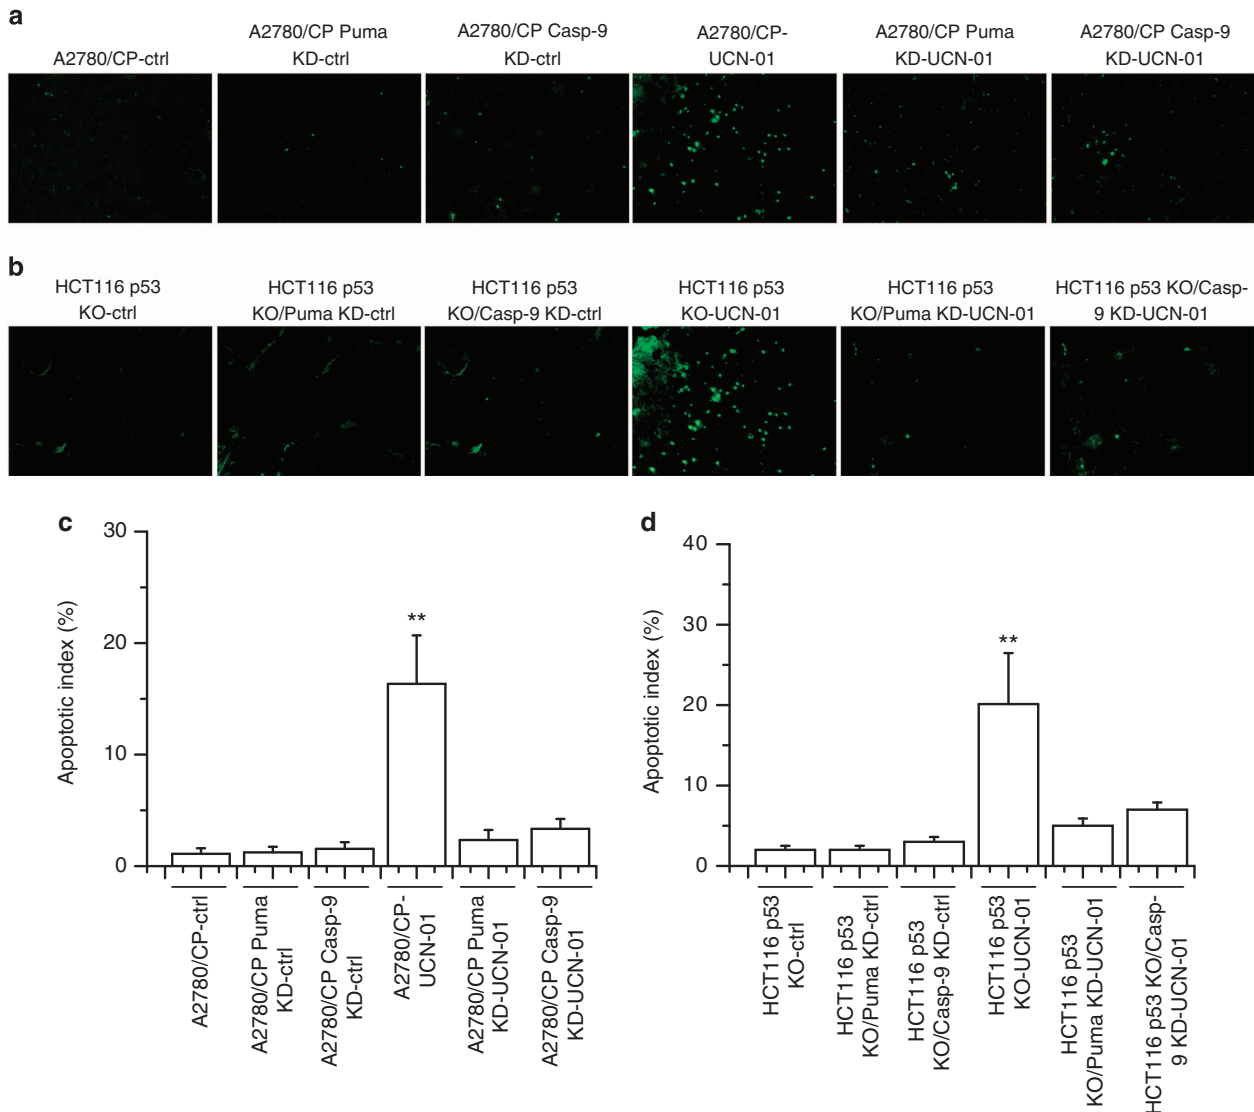 a
A2780/CP-ctrl
A2780/CP Puma
KD-ctrl
A2780/CP Casp-9
KD-ctrl
A2780/CP-
UCN-01
A2780/CP Puma
KD-UCN-01
A2780/CP Casp-9
KD-UCN-01
b
HCT116 p53
KO-ctrl
HCT116 p53
KO/Puma KD-ctrl
HCT116 p53
KO/Casp-9 KD-ctrl
HCT116 p53
KO-UCN-01
HCT116 p53
KO/Puma KD-UCN-01
HCT116 p53 KO/Casp-
9 KD-UCN-01
c
Apoptotic index (%)
30
20
10
0
**
A2780/CP-ctrl
A2780/CP Puma
KD-ctrl
A2780/CP Casp-9
KD-ctrl
A2780/CP-
UCN-01
A2780/CP Puma
KD-UCN-01
A2780/CP Casp-9
KD-UCN-01
d
Apoptotic index (%)
40
30
20
10
0
**
HCT116 p53
KO-ctrl
HCT116 p53
KO/Puma KD-ctrl
HCT116 p53
KO/Casp-9 KD-ctrl
HCT116 p53
KO-UCN-01
HCT116 p53
KO/Puma KD-UCN-01
HCT116 p53 KO/Casp-
9 KD-UCN-01